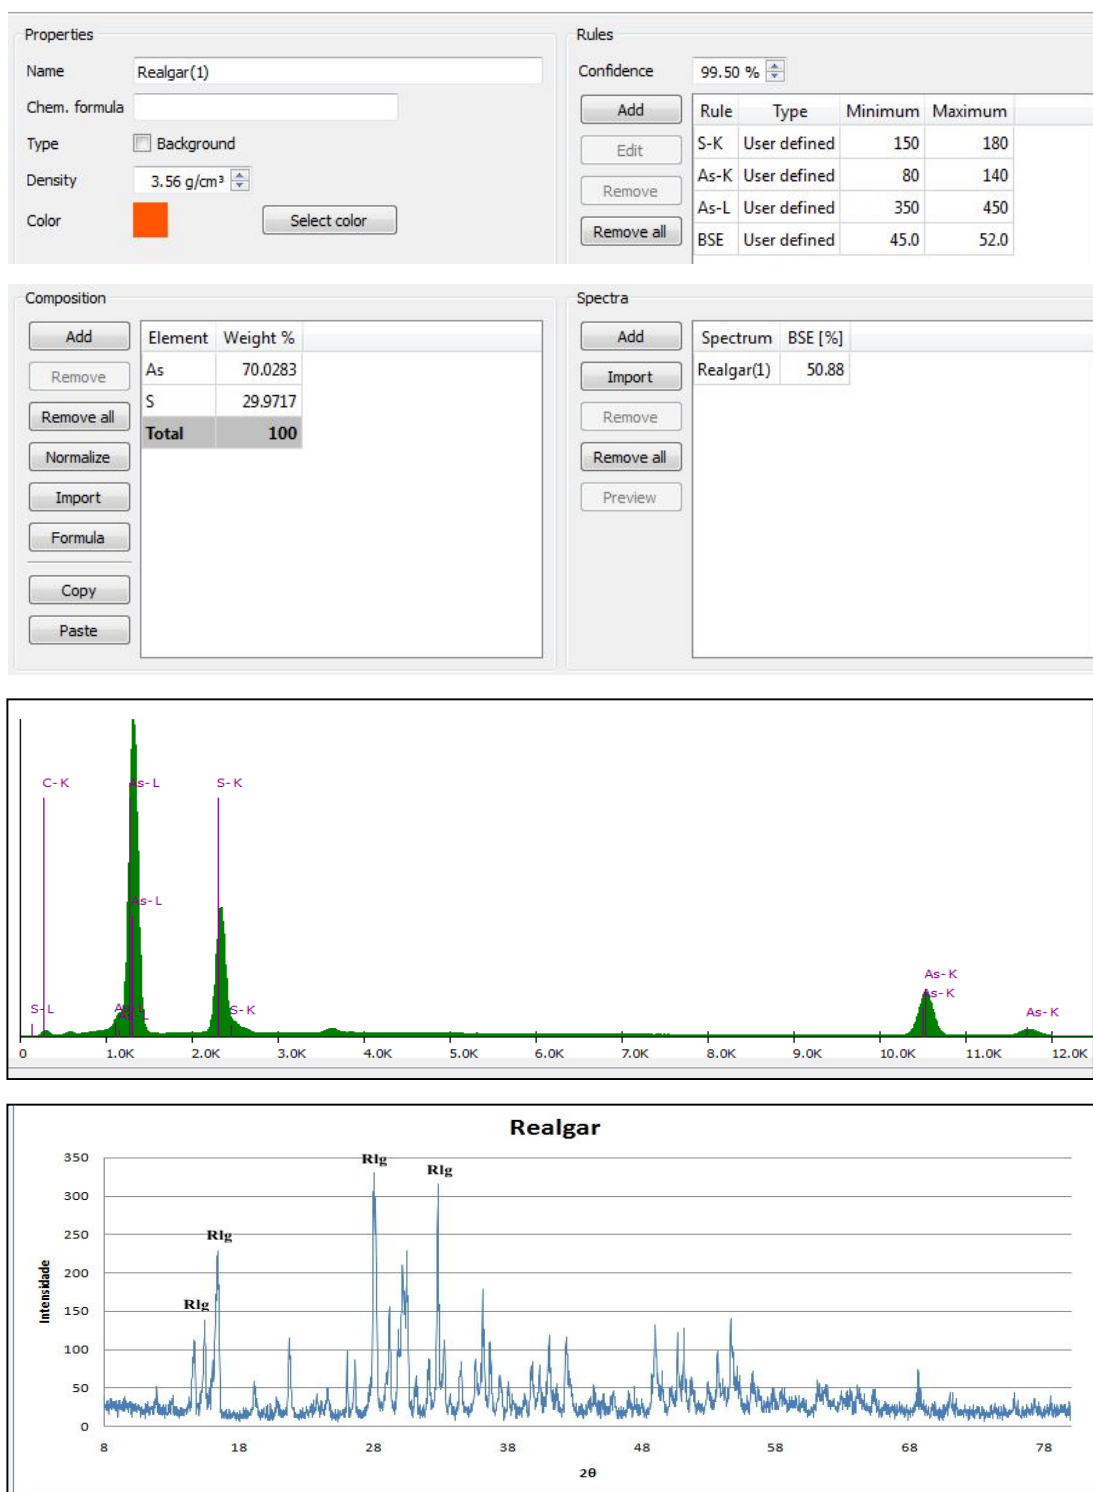 Properties
Name Realgar(1)
Chem. formula
Type Background
Density 3.56 g/cm³
Color Select color
Rules
Confidence 99.50 %
Add
Edit
Remove
Remove all
Rule Type Minimum Maximum
S-K User defined 150 180
As-K User defined 80 140
As-L User defined 350 450
BSE User defined 45.0 52.0
Composition
Add
Remove
Remove all
Normalize
Import
Formula
Copy
Paste
Element Weight %
As 70.0283
S 29.9717
Total 100
Spectra
Add
Import
Remove
Remove all
Preview
Spectrum BSE [%]
Realgar(1) 50.88
C-K As-L S-K
As-L
As-K
S-L S-K As-K
As-K
0 1.0K 2.0K 3.0K 4.0K 5.0K 6.0K 7.0K 8.0K 9.0K 10.0K 11.0K 12.0K
Realgar
Rlg
Rlg
Rlg
Rlg
Intensidade
350
300
250
200
150
100
50
0
8 18 28 38 48 58 68 78
2θ